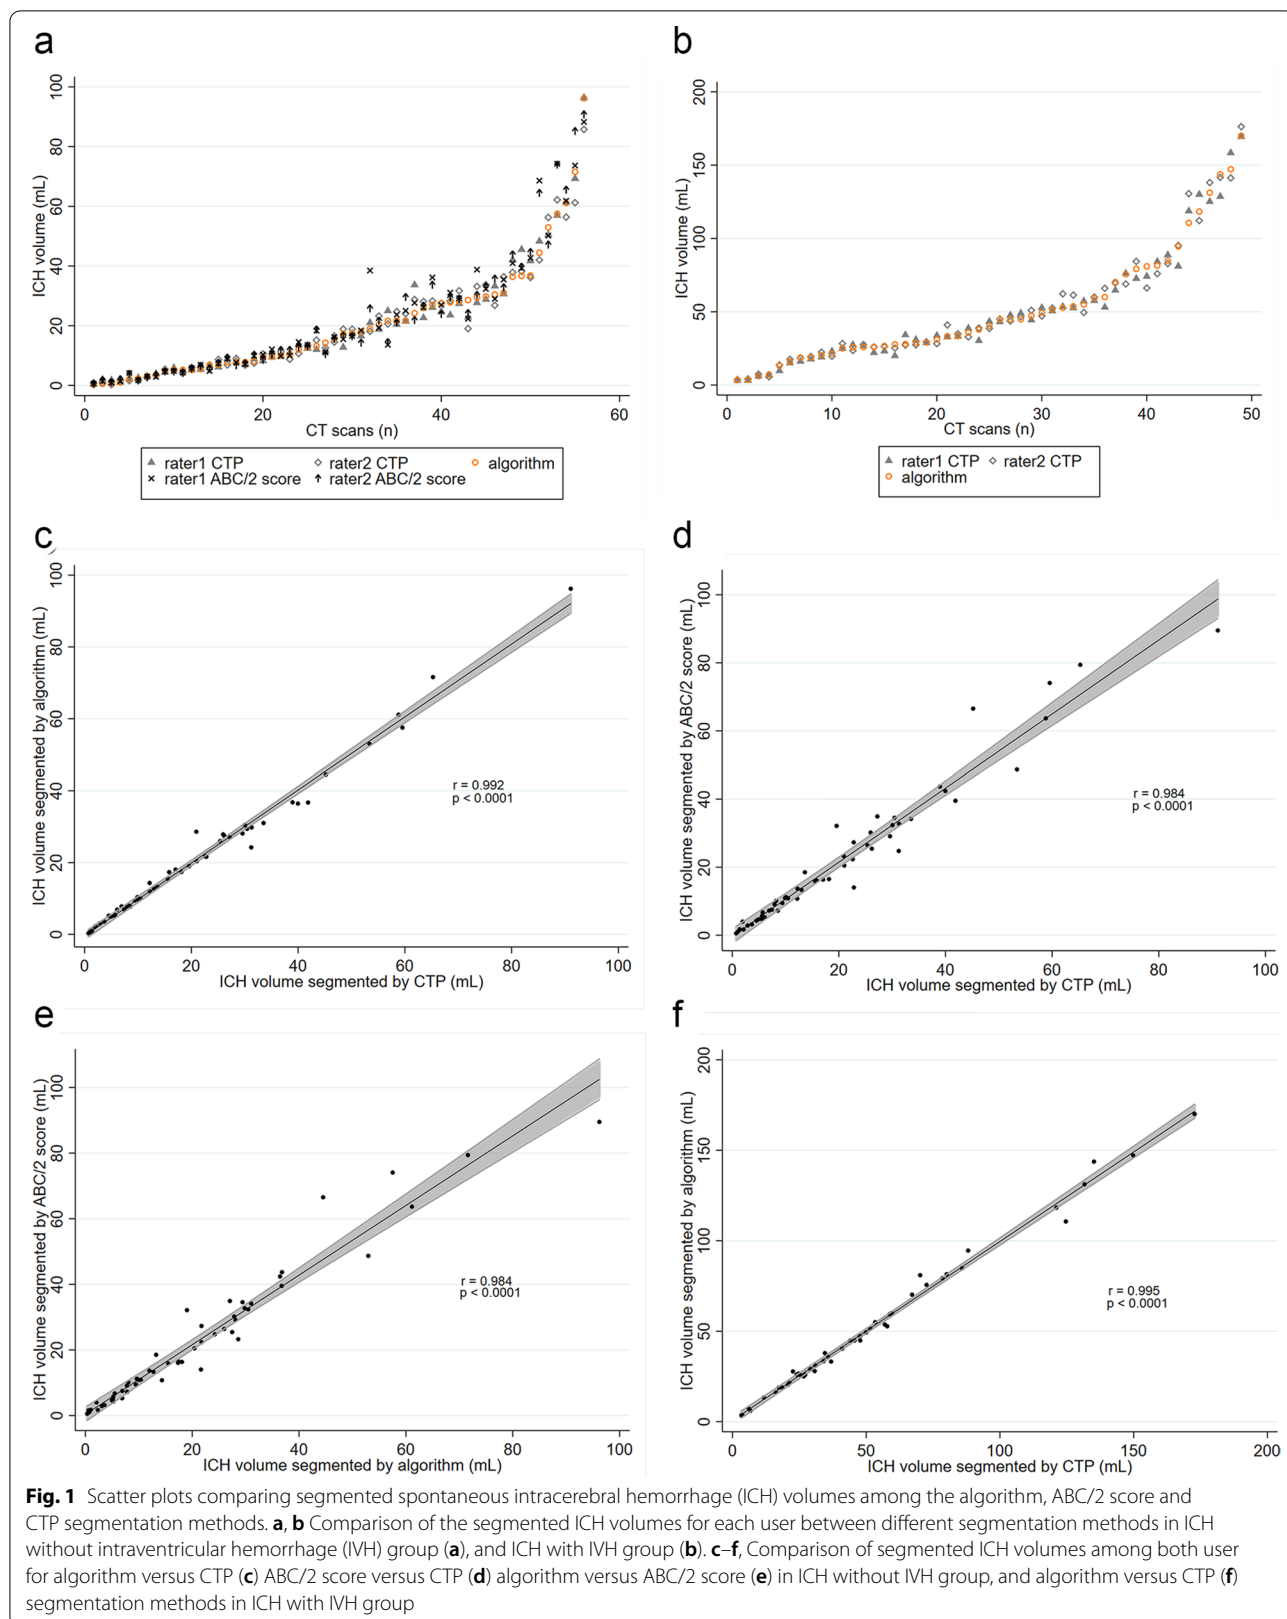 a
100
80
60
40
20
0
ICH volume (mL)
0 20 40 60
CT scans (n)
rater1 CTP rater2 CTP algorithm
rater1 ABC/2 score rater2 ABC/2 score
b
200
150
100
50
0
ICH volume (mL)
0 10 20 30 40 50
CT scans (n)
rater1 CTP rater2 CTP
algorithm
c
100
80
60
40
20
0
ICH volume segmented by algorithm (mL)
r = 0.992
p < 0.0001
0 20 40 60 80 100
ICH volume segmented by CTP (mL)
d
100
80
60
40
20
0
ICH volume segmented by ABC/2 score (mL)
r = 0.984
p < 0.0001
0 20 40 60 80 100
ICH volume segmented by CTP (mL)
e
100
80
60
40
20
0
ICH volume segmented by ABC/2 score (mL)
r = 0.984
p < 0.0001
0 20 40 60 80 100
ICH volume segmented by algorithm (mL)
f
200
150
100
50
0
ICH volume segmented by algorithm (mL)
r = 0.995
p < 0.0001
0 50 100 150 200
ICH volume segmented by CTP (mL)
Fig. 1 Scatter plots comparing segmented spontaneous intracerebral hemorrhage (ICH) volumes among the algorithm, ABC/2 score and
CTP segmentation methods. a, b Comparison of the segmented ICH volumes for each user between different segmentation methods in ICH
without intraventricular hemorrhage (IVH) group (a), and ICH with IVH group (b). c–f, Comparison of segmented ICH volumes among both user
for algorithm versus CTP (c) ABC/2 score versus CTP (d) algorithm versus ABC/2 score (e) in ICH without IVH group, and algorithm versus CTP (f)
segmentation methods in ICH with IVH group